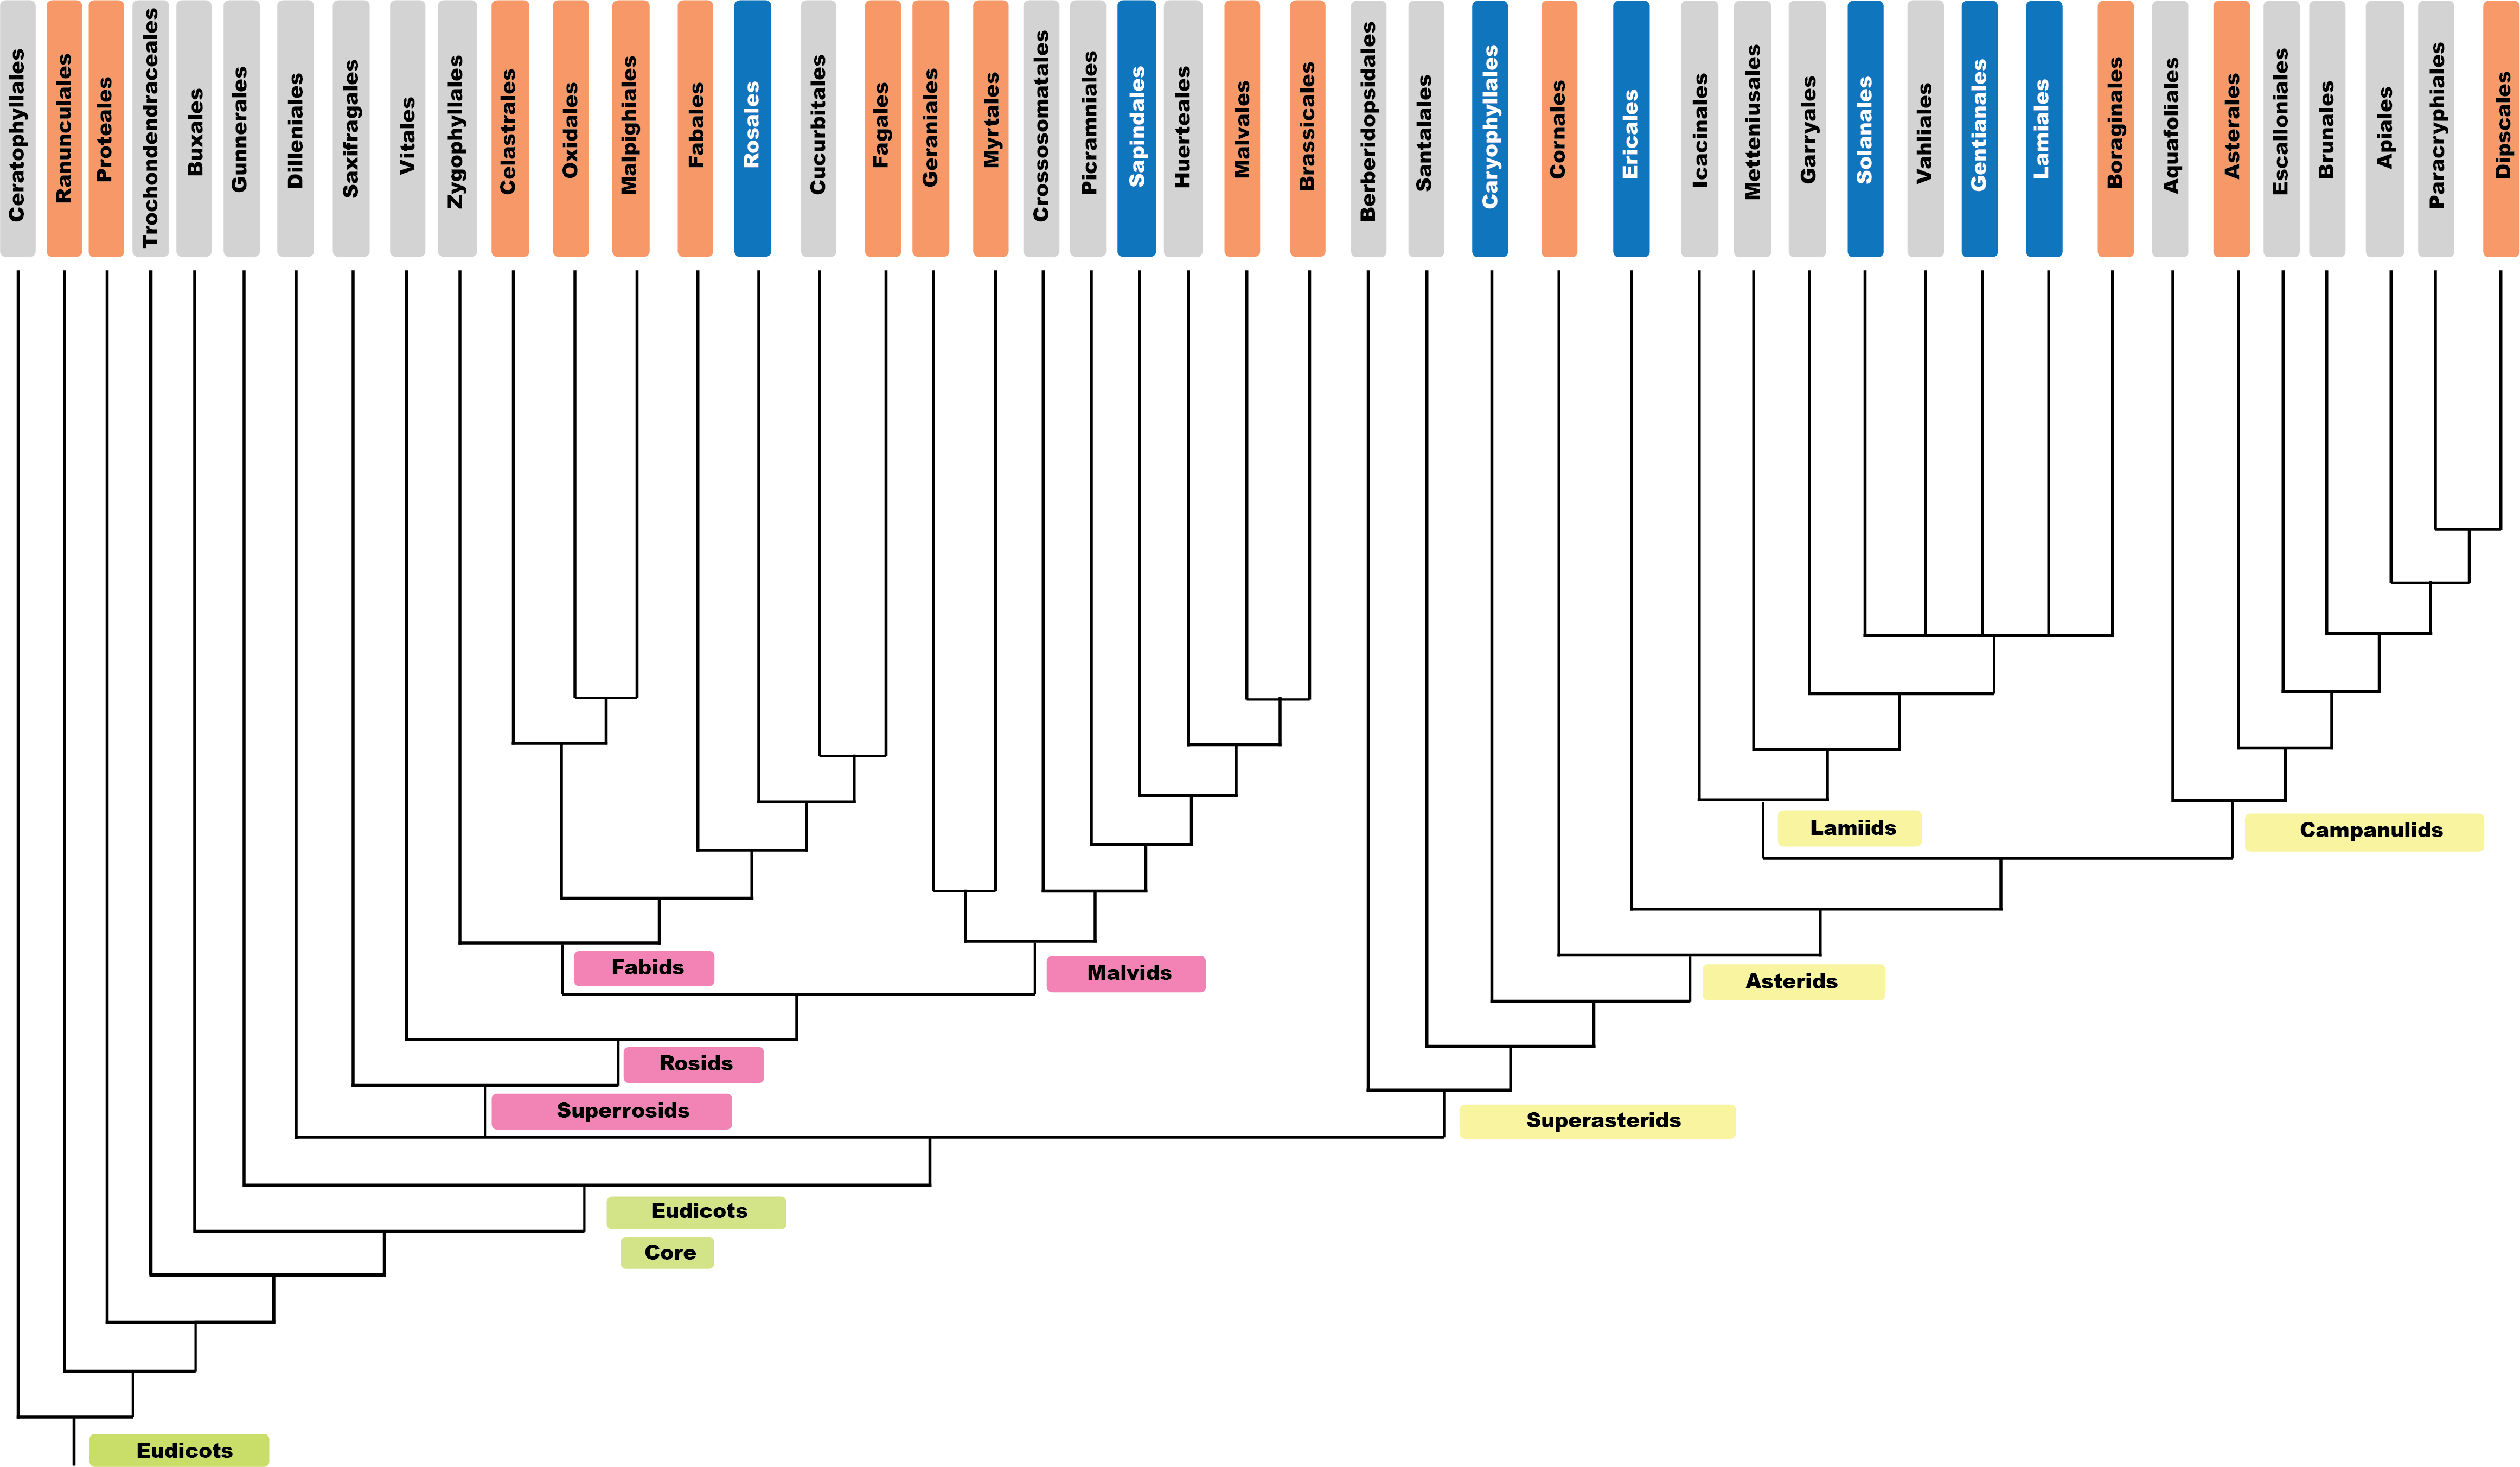 Ceratophyllales
Ranunculales
Proteales
Trochondendraceales
Buxales
Gunnerales
Dilleniales
Saxifragales
Vitales
Zygophyllales
Celastrales
Oxidales
Malpighiales
Fabales
Rosales
Cucurbitales
Fagales
Geraniales
Myrtales
Crossosomatales
Picramniales
Sapindales
Huerteales
Malvales
Brassicales
Berberidopsidales
Santalales
Caryophyllales
Cornales
Ericales
Icacinales
Metteniusales
Garryales
Solanales
Vahliales
Gentianales
Lamiales
Boraginales
Aquafoliales
Asterales
Escalloniales
Brunales
Apiales
Paracryphiales
Dipscales
Lamiids
Campanulids
Fabids
Malvids
Asterids
Rosids
Superrosids
Superasterids
Eudicots
Core
Eudicots